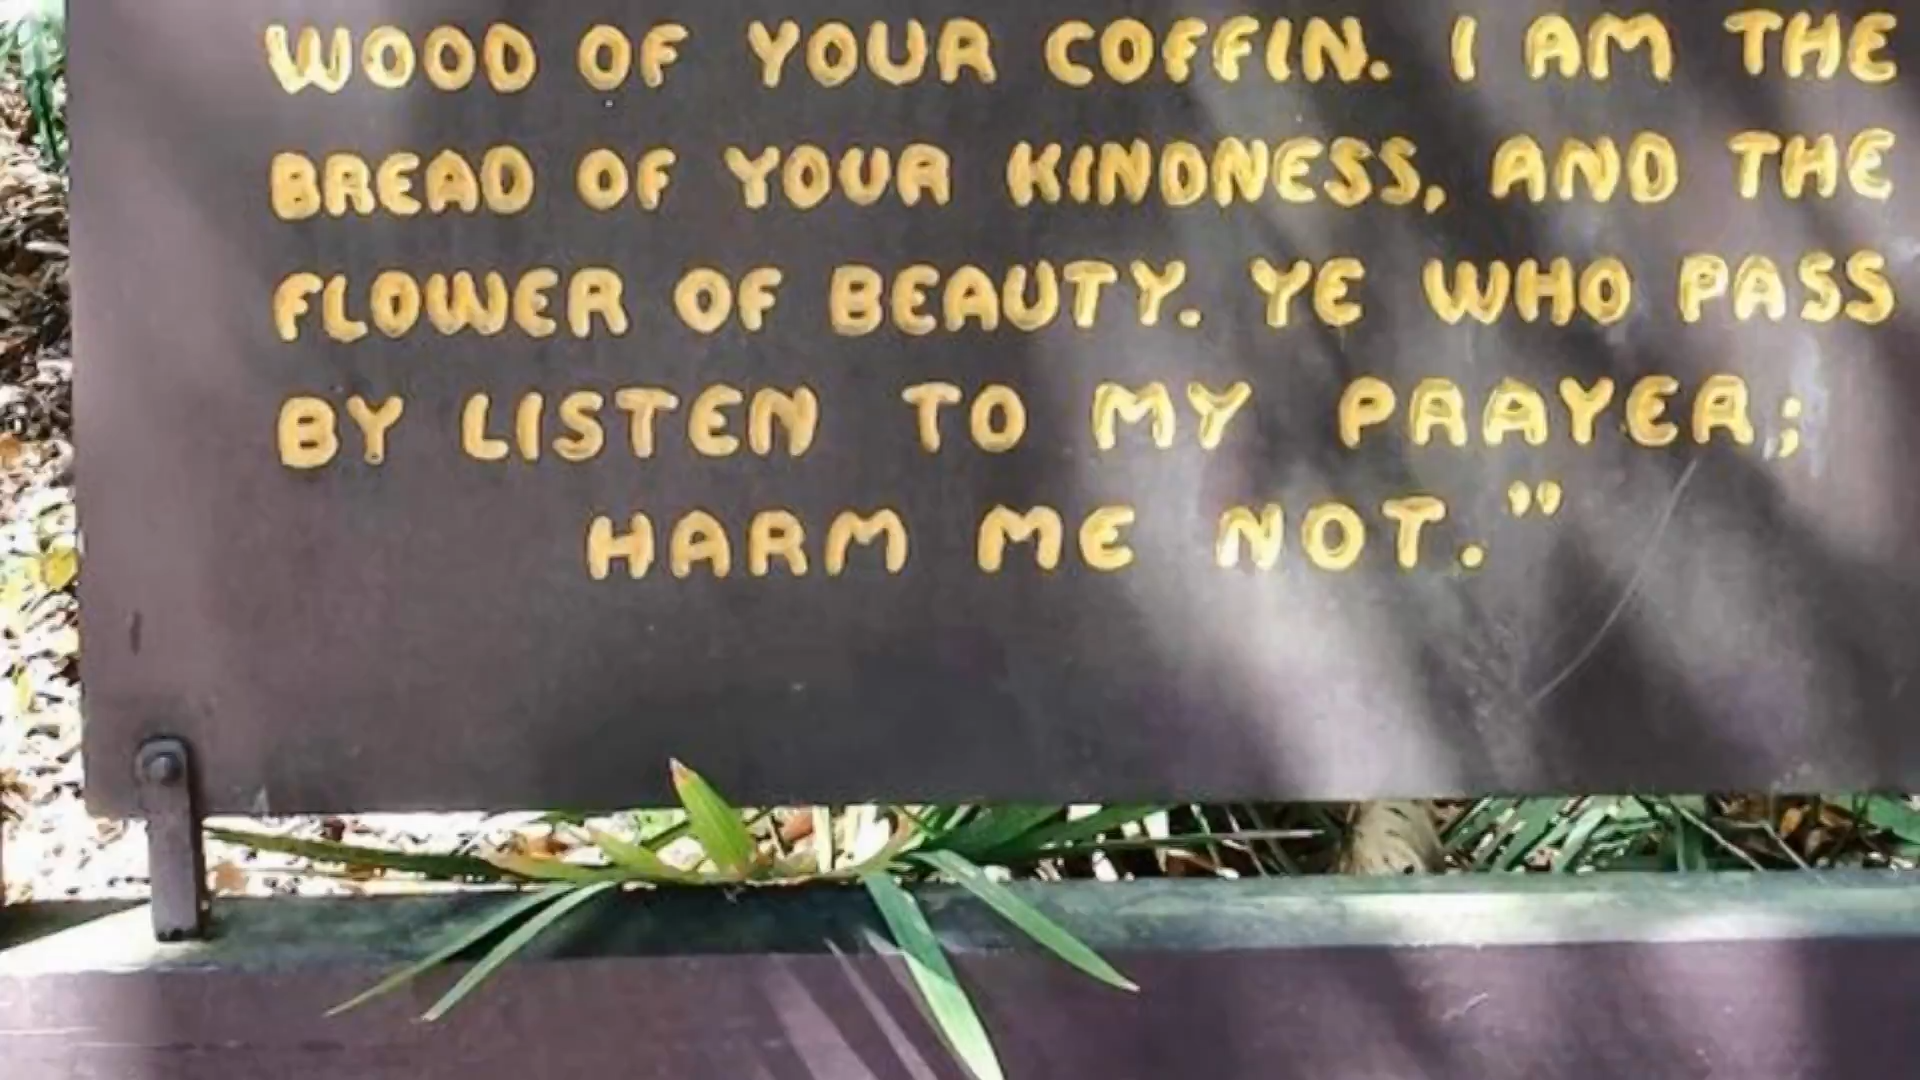 WOOD OF YOUR COFFIN. I AM THE
BREAD OF YOUR KINDNESS, AND THE
FLOWER OF BEAUTY. YE WHO PASS
BY LISTEN TO MY PRAYER;
HARM ME NOT."